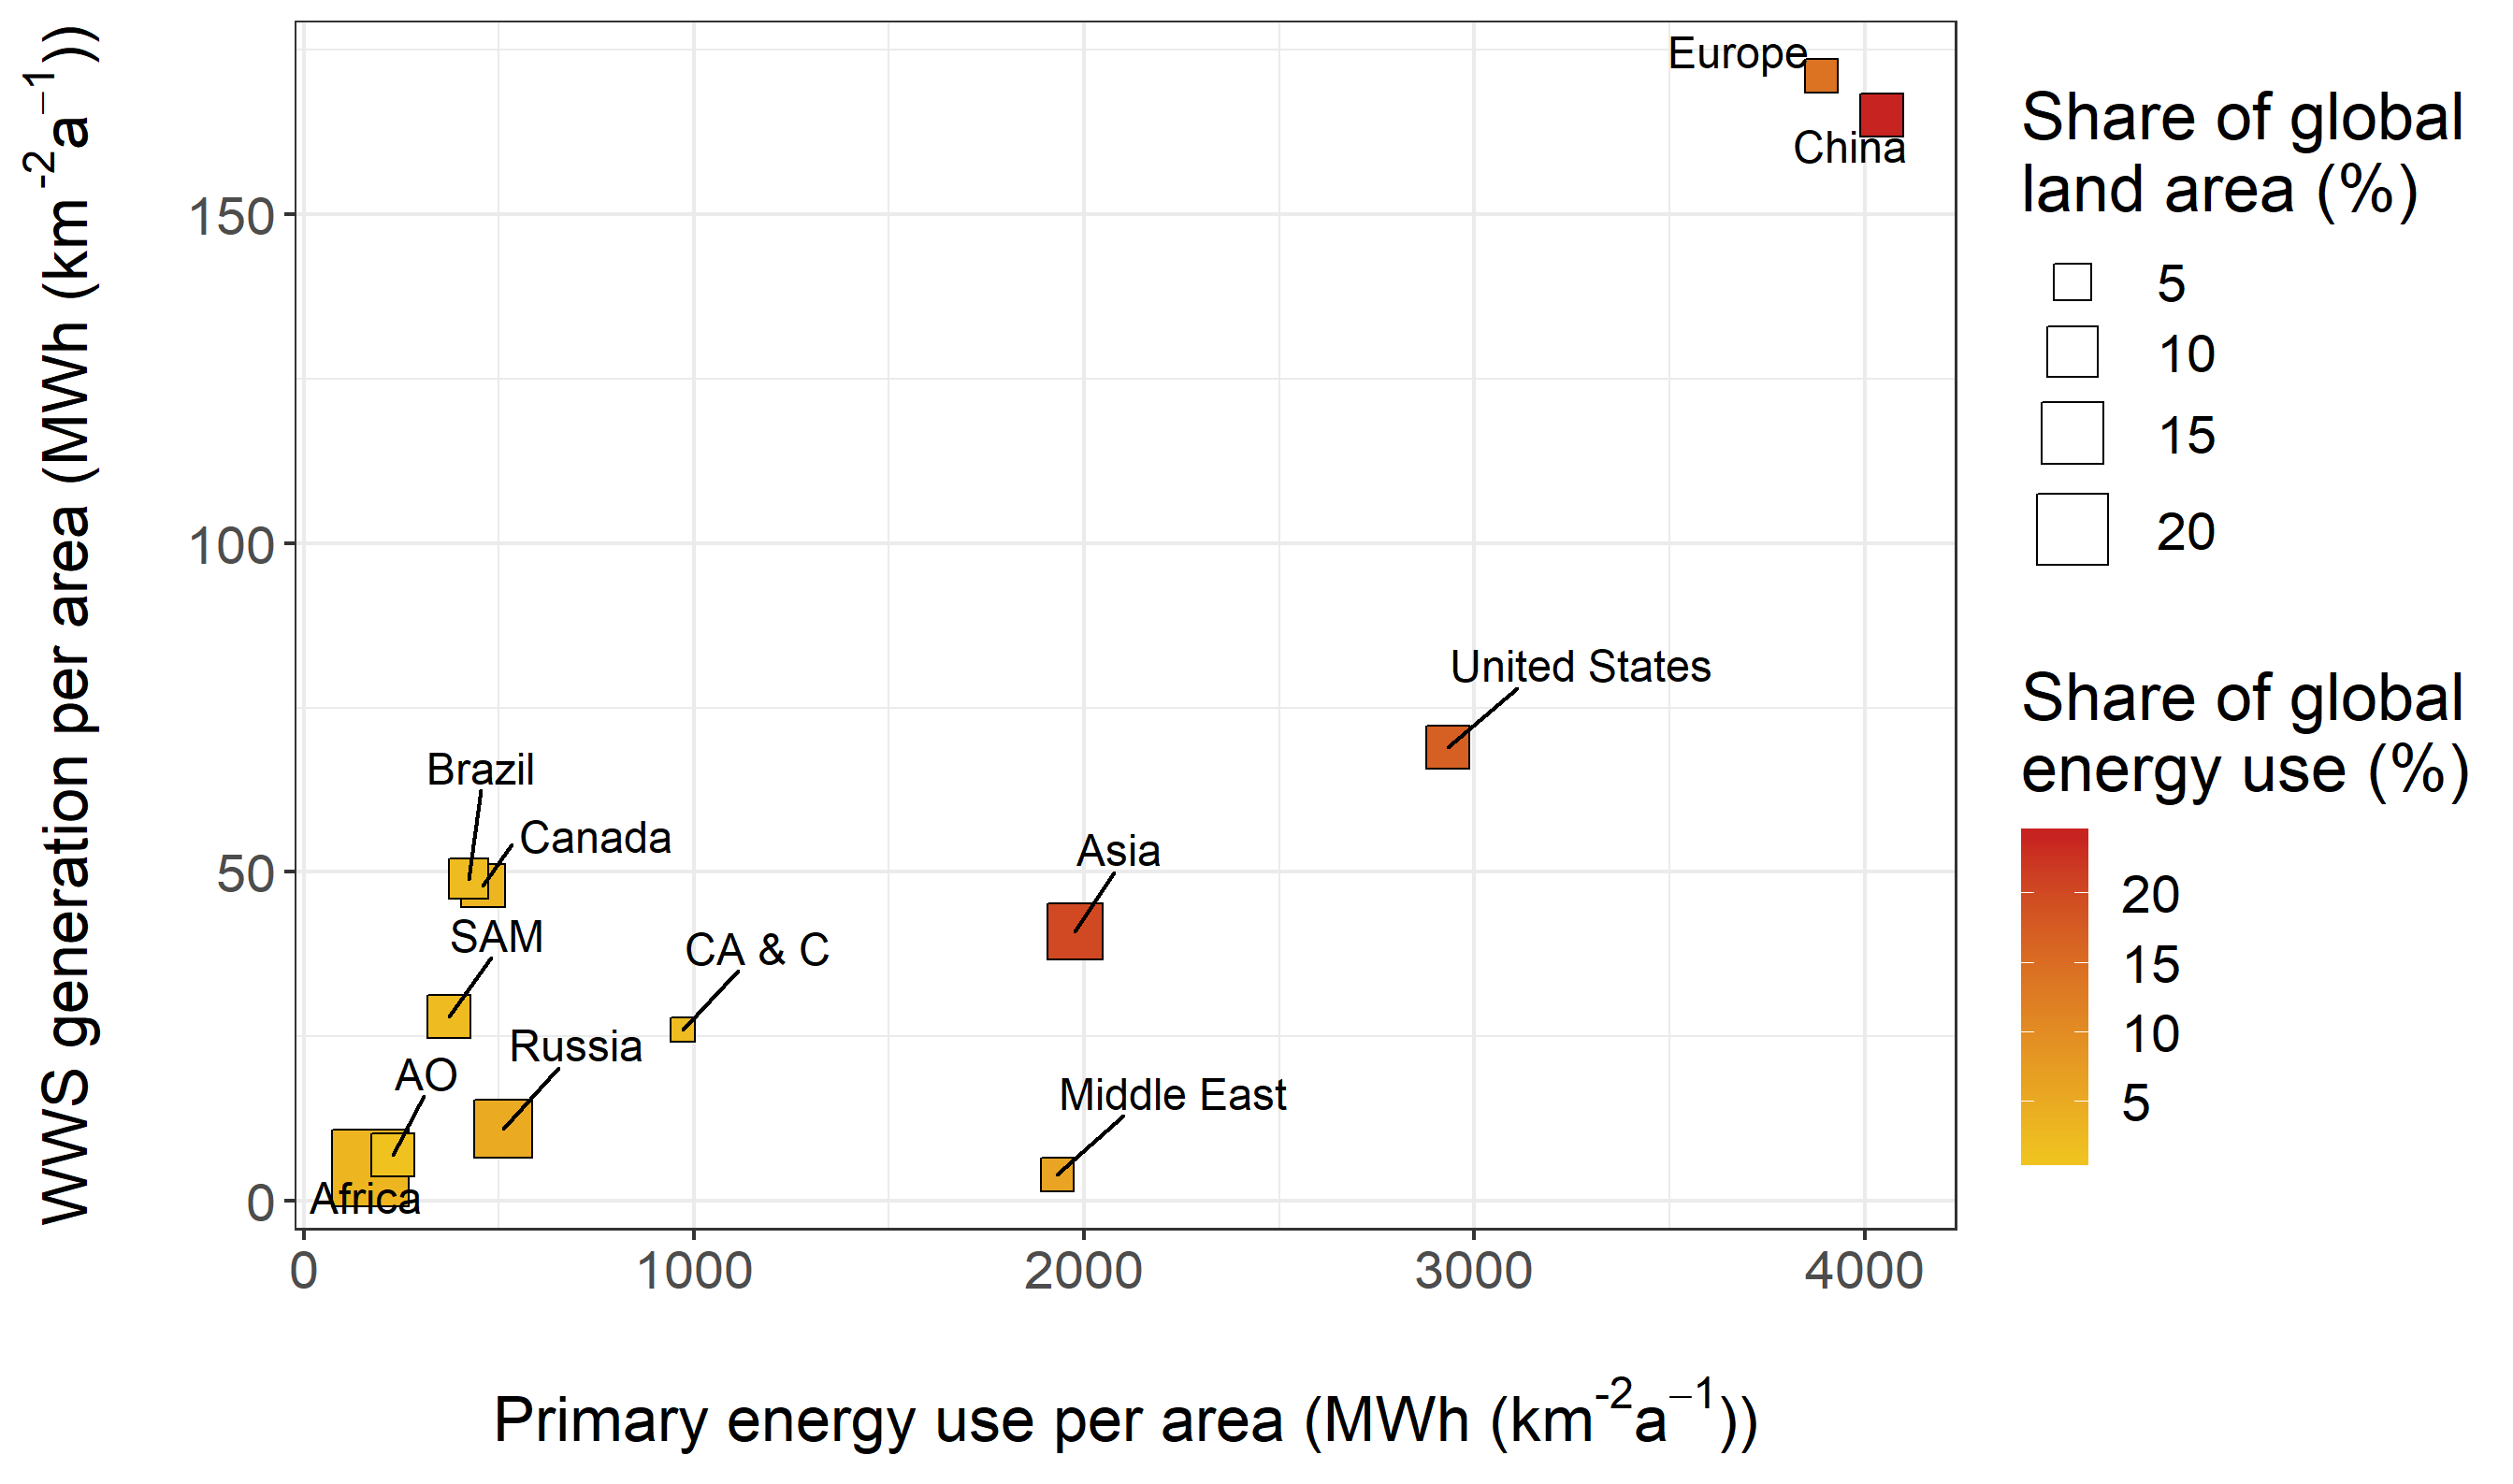 WWS generation per area (MWh (km⁻²a⁻¹))
150
100
50
0
Europe
China
United States
Brazil
Canada
Asia
SAM
CA & C
Russia
AO
Middle East
Africa
0 1000 2000 3000 4000
Primary energy use per area (MWh (km⁻²a⁻¹))
Share of global
land area (%)
5
10
15
20
Share of global
energy use (%)
20
15
10
5